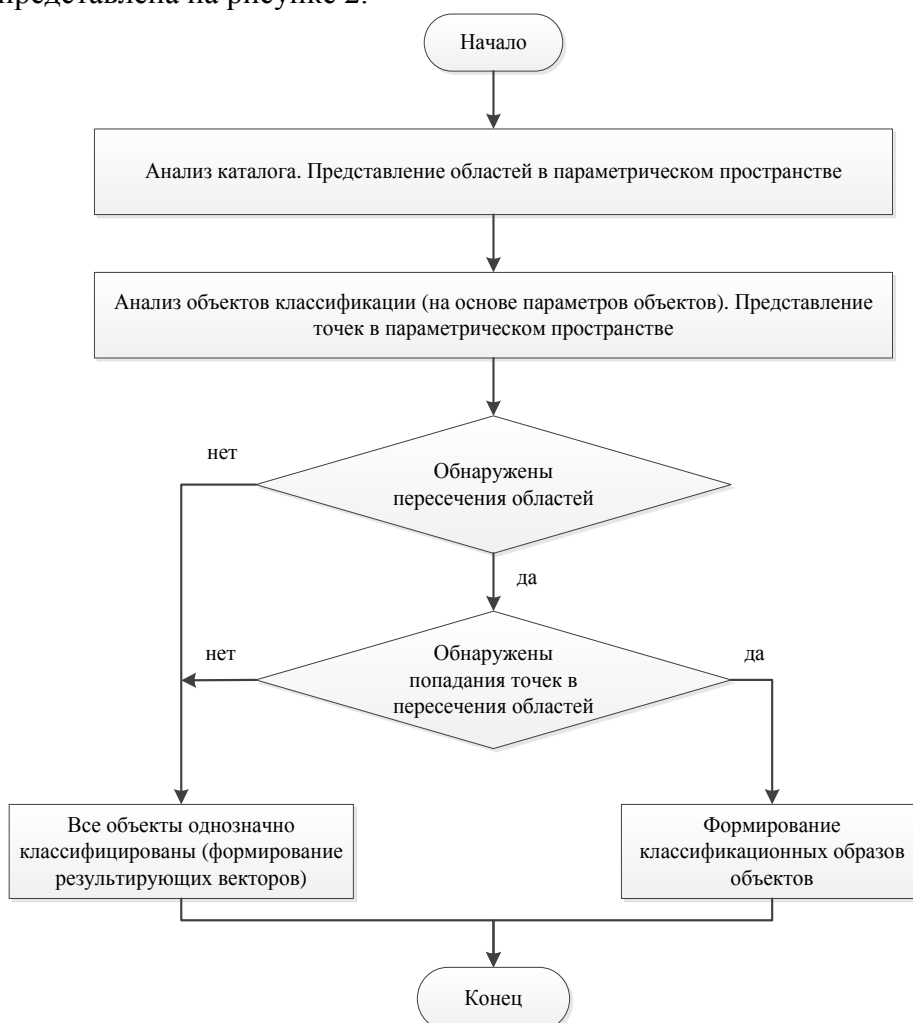 представлена на рисунке 2.
Начало
Анализ каталога. Представление областей в параметрическом пространстве
Анализ объектов классификации (на основе параметров объектов). Представление
точек в параметрическом пространстве
нет
Обнаружены
пересечения областей
да
нет
Обнаружены
попадания точек в
пересечения областей
да
Все объекты однозначно
классифицированы (формирование
результирующих векторов)
Формирование
классификационных образов
объектов
Конец